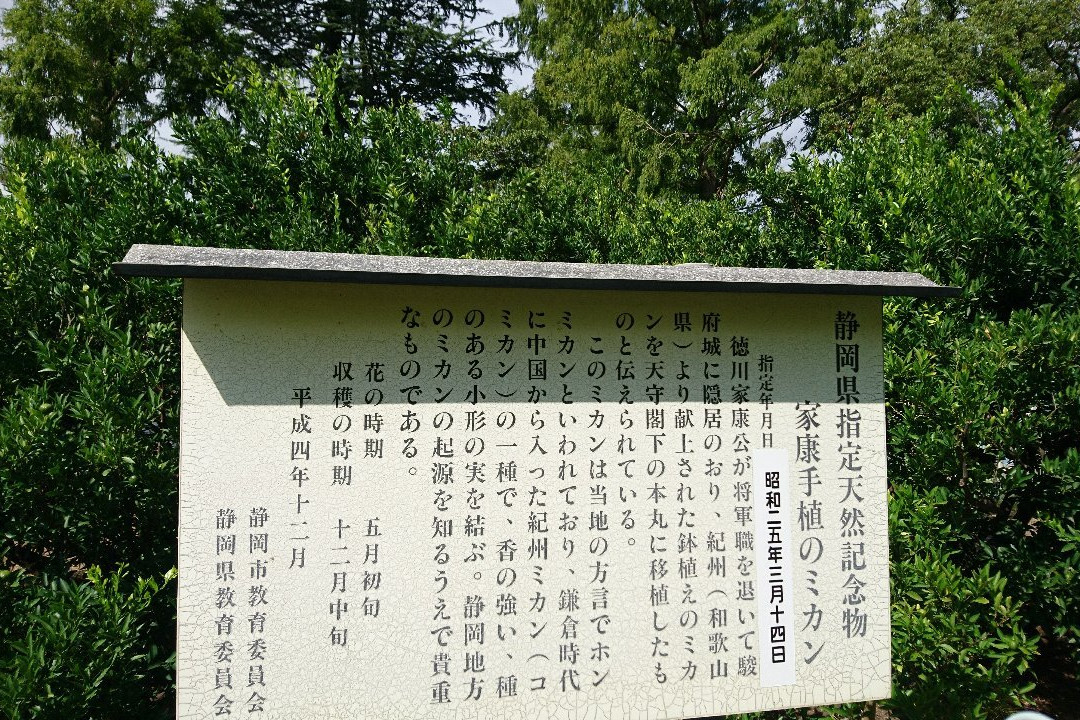 静岡県指定天然記念物
家康手植のミカン
指定年月日 昭和二五年三月十四日
徳川家康公が将軍職を退いて駿
府城に隠居のおり、紀州（和歌山
県）より献上された鉢植えのミカ
ンを天守閣下の本丸に移植したも
のと伝えられている。
このミカンは当地の方言でホン
ミカンといわれており、鎌倉時代
に中国から入った紀州ミカン（コ
ミカン）の一種で、香の強い、種
のある小形の実を結ぶ。静岡地方
のミカンの起源を知るうえで貴重
なものである。
花の時期 五月初旬
収穫の時期 十二月中旬
平成四年十二月
静岡市教育委員会
静岡県教育委員会